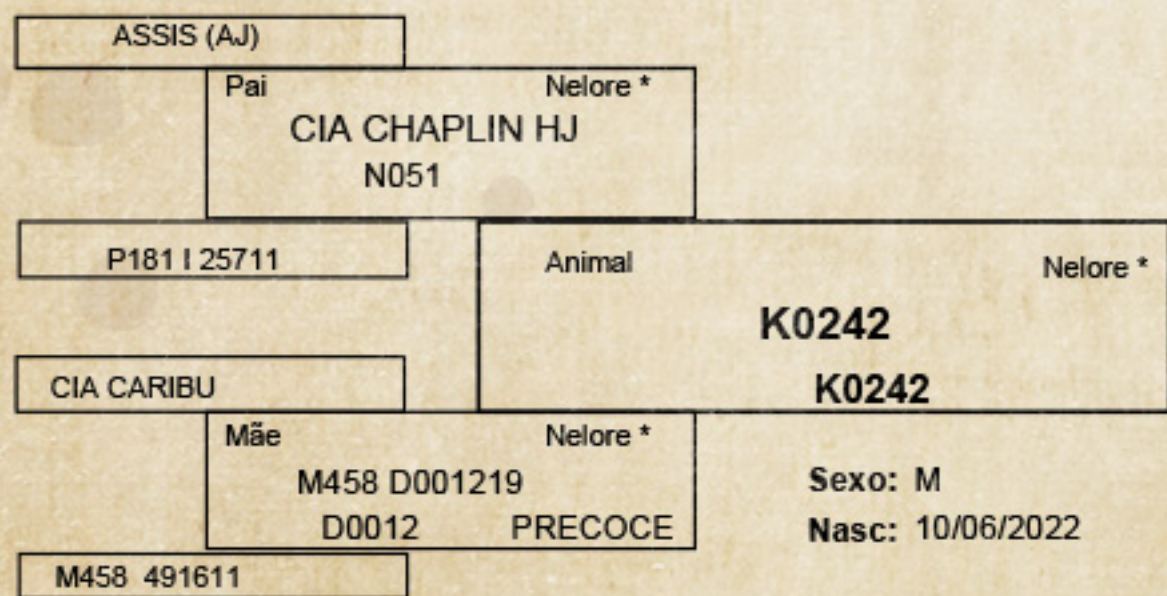 ASSIS (AJ)
Pai Nelore *
CIA CHAPLIN HJ
N051
P181 I 25711
Animal Nelore *
K0242
K0242
CIA CARIBU
Mãe Nelore *
M458 D001219
D0012 PRECOCE
M458 491611
Sexo: M
Nasc: 10/06/2022